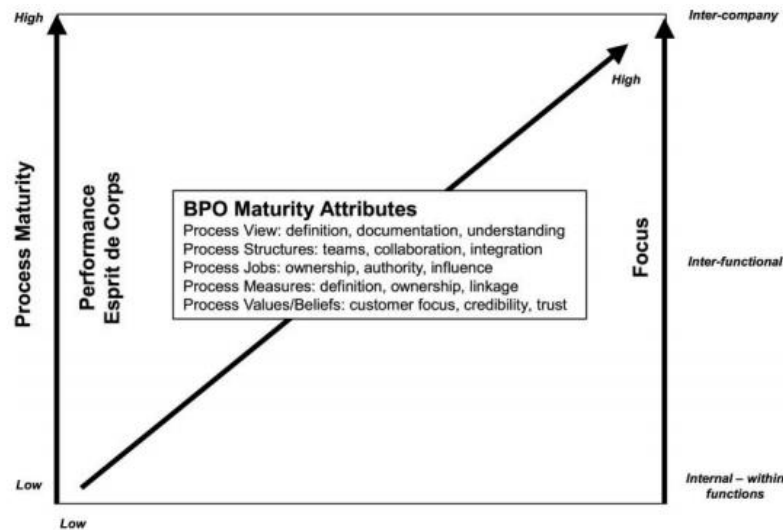 High
Inter-company
High
Process Maturity
Performance
Esprit de Corps
BPO Maturity Attributes
Process View: definition, documentation, understanding
Process Structures: teams, collaboration, integration
Process Jobs: ownership, authority, influence
Process Measures: definition, ownership, linkage
Process Values/Beliefs: customer focus, credibility, trust
Focus
Inter-functional
Low
Internal – within
functions
Low